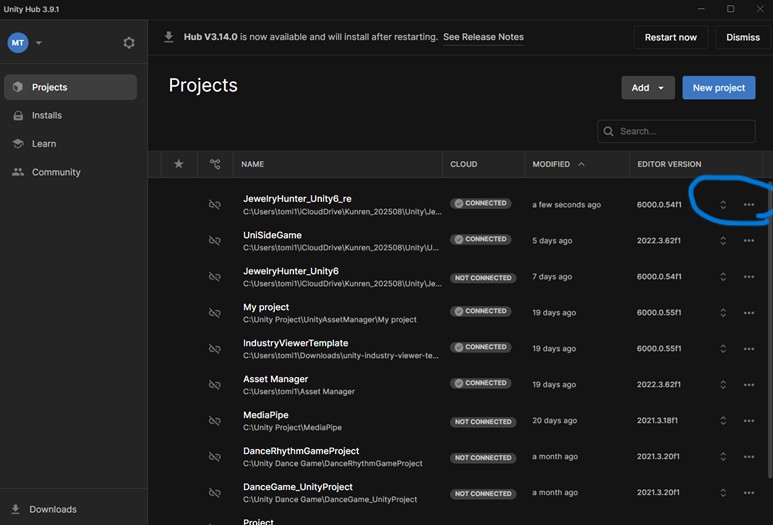 Unity Hub 3.9.1
MT
Hub V3.14.0 is now available and will install after restarting. See Release Notes
Restart now
Dismiss
Projects
Installs
Learn
Community
Downloads
Projects
Add
New project
Search...
NAME CLOUD MODIFIED EDITOR VERSION
JewelryHunter_Unity6_re CONNECTED a few seconds ago 6000.0.54f1
C:\Users\tomi1\iCloudDrive\Kunren_202508\Unity\Je...
UniSideGame CONNECTED 5 days ago 2022.3.62f1
C:\Users\tomi1\iCloudDrive\Kunren_202508\Unity\U...
JewelryHunter_Unity6 NOT CONNECTED 7 days ago 6000.0.54f1
C:\Users\tomi1\iCloudDrive\Kunren_202508\Unity\Je...
My project CONNECTED 19 days ago 6000.0.55f1
C:\Unity Project\UnityAssetManager\My project
IndustryViewerTemplate CONNECTED 19 days ago 6000.0.55f1
C:\Users\tomi1\Downloads\unity-industry-viewer-te...
Asset Manager CONNECTED 19 days ago 2022.3.62f1
C:\Users\tomi1\Asset Manager
MediaPipe NOT CONNECTED 20 days ago 2021.3.18f1
C:\Unity Project\MediaPipe
DanceRhythmGameProject NOT CONNECTED a month ago 2021.3.20f1
C:\Unity Dance Game\DanceRhythmGameProject
DanceGame_UnityProject NOT CONNECTED a month ago 2021.3.20f1
C:\Unity Dance Game\DanceGame_UnityProject
Project